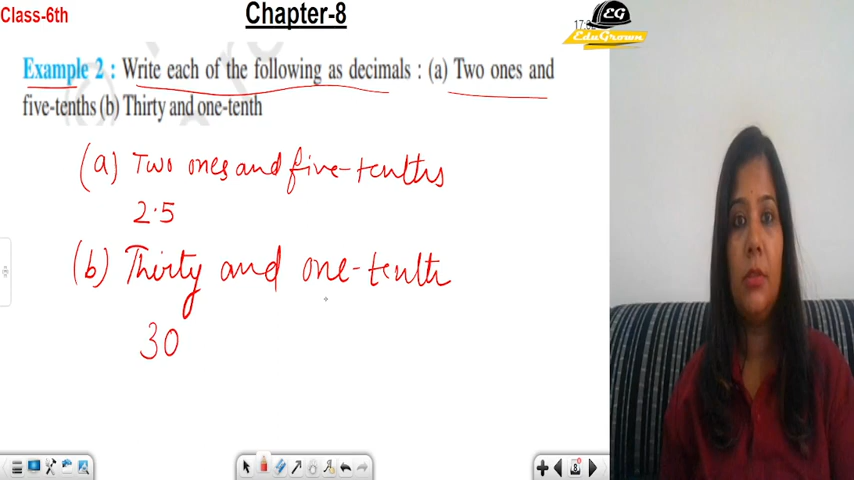 Class-6th
Chapter-8
EG
EduGrown
Example 2 : Write each of the following as decimals : (a) Two ones and
five-tenths (b) Thirty and one-tenth
(a) Two ones and five-tenths
2.5
(b) Thirty and one-tenth
30
8